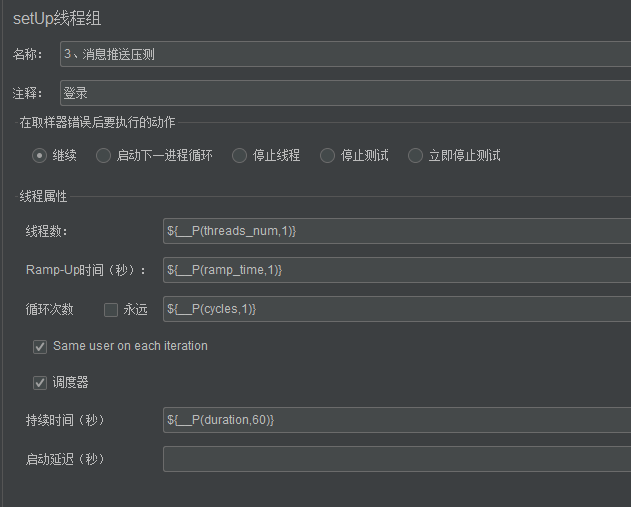 setUp线程组
名称： 3、消息推送压测
注释： 登录
在取样器错误后要执行的动作
继续 启动下一进程循环 停止线程 停止测试 立即停止测试
线程属性
线程数： ${__P(threads_num,1)}
Ramp-Up时间（秒）： ${__P(ramp_time,1)}
循环次数 永远 ${__P(cycles,1)}
Same user on each iteration
调度器
持续时间（秒） ${__P(duration,60)}
启动延迟（秒）